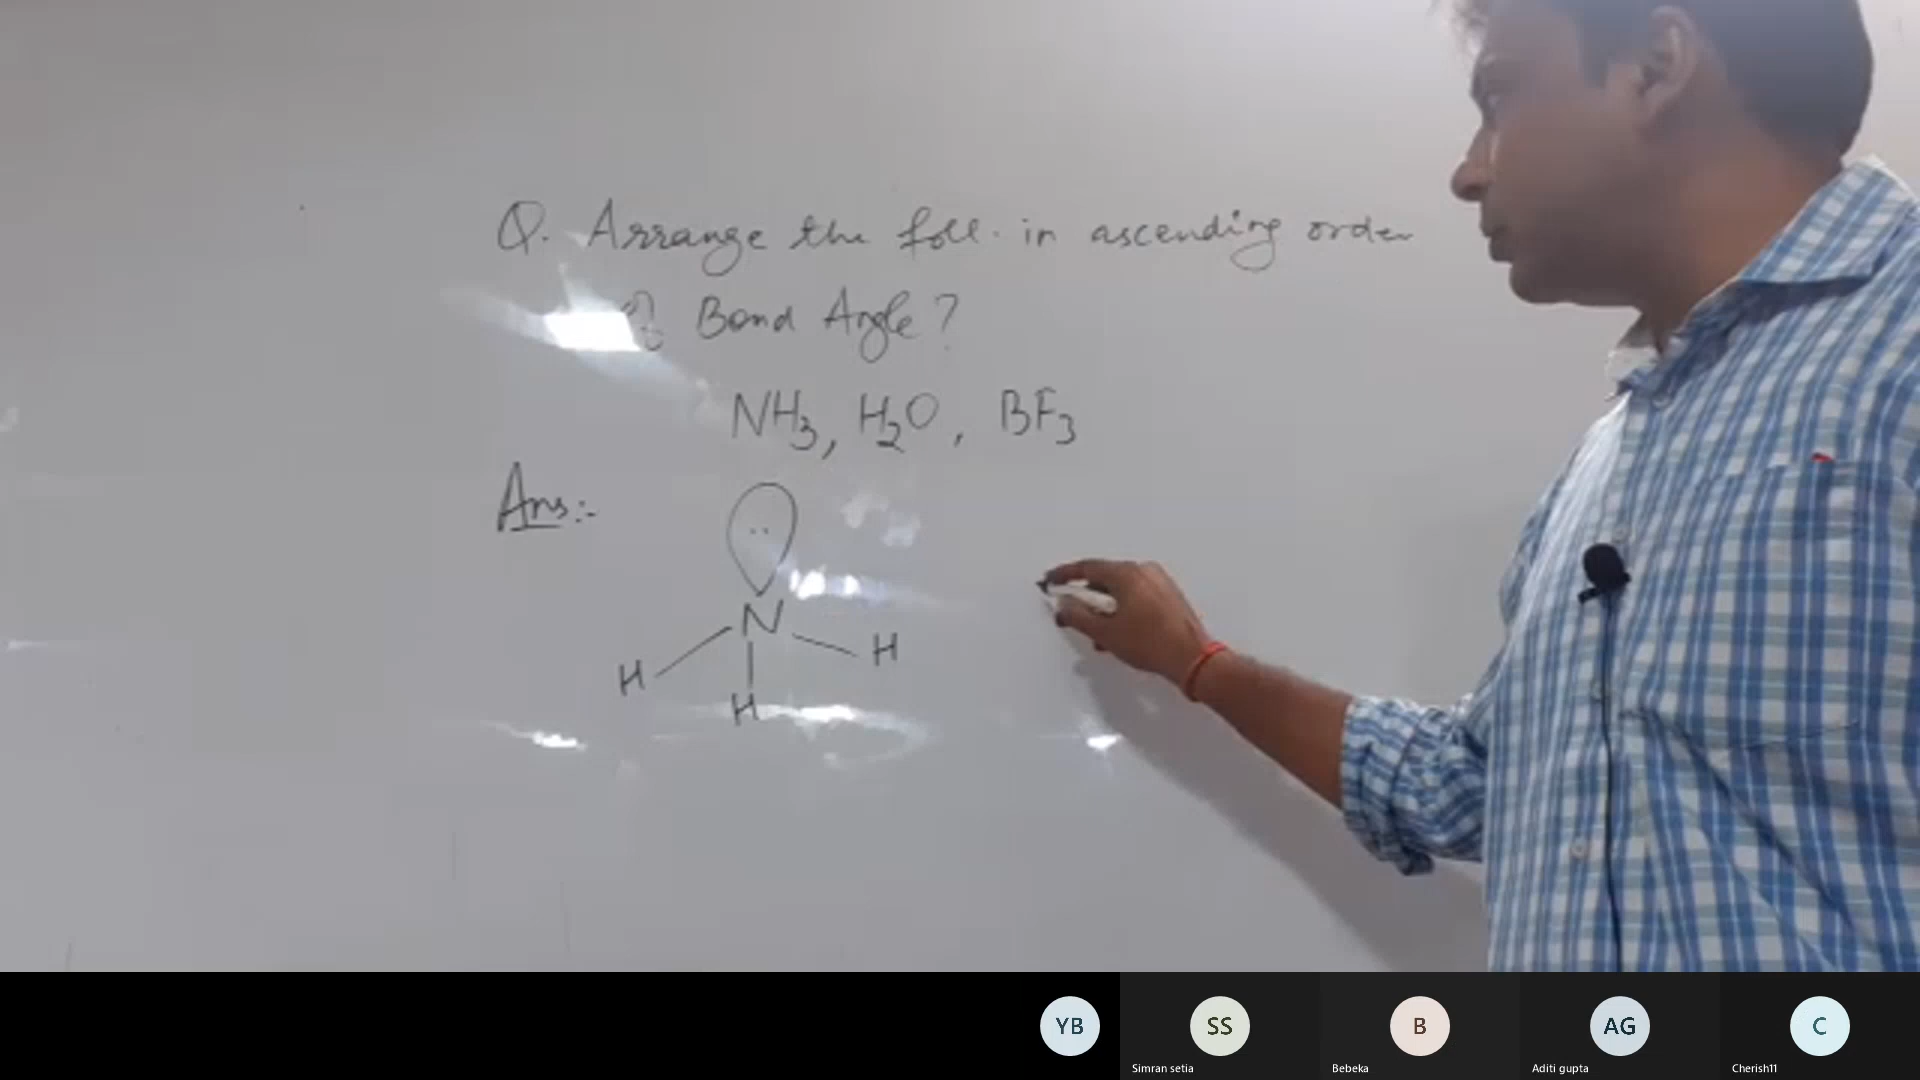 Q. Arrange the foll. in ascending order
of Bond Angle?
NH3, H2O, BF3
Ans:-
..
N
H H
H
YB SS B AG C
Simran setia Bebeka Aditi gupta Cherish11